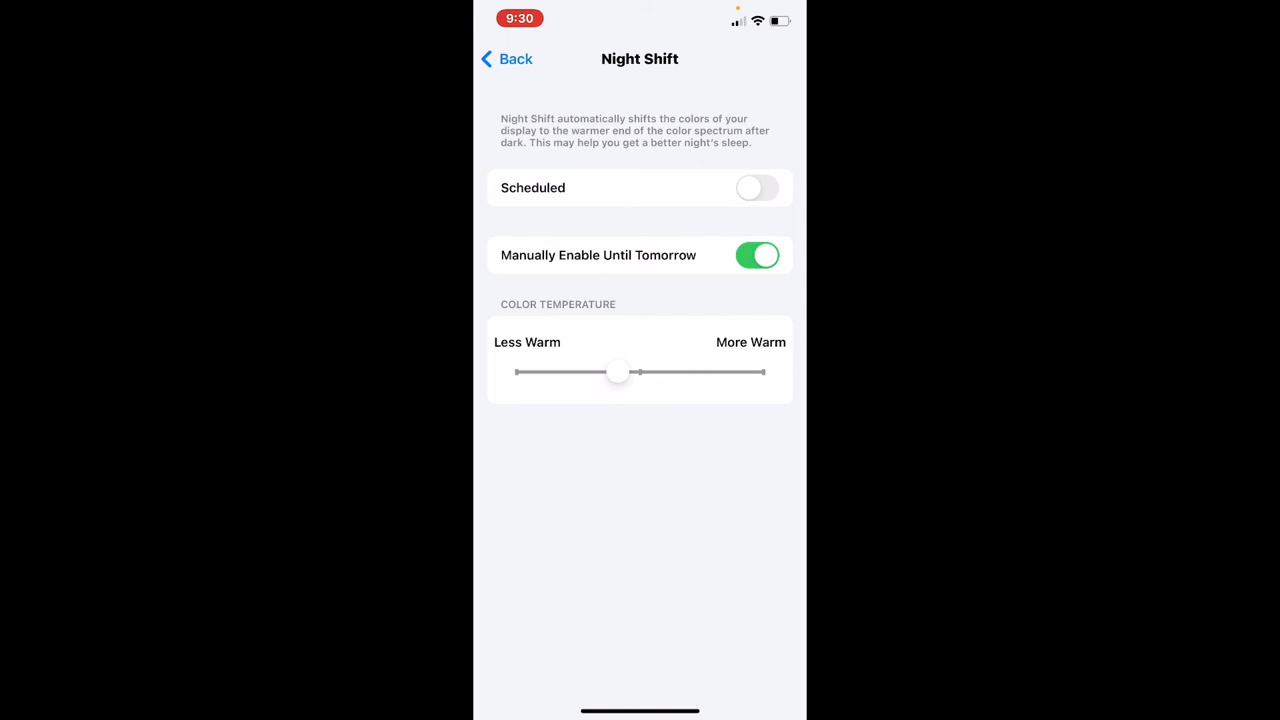 9:30
Back
Night Shift
Night Shift automatically shifts the colors of your
display to the warmer end of the color spectrum after
dark. This may help you get a better night's sleep.
Scheduled
Manually Enable Until Tomorrow
COLOR TEMPERATURE
Less Warm More Warm